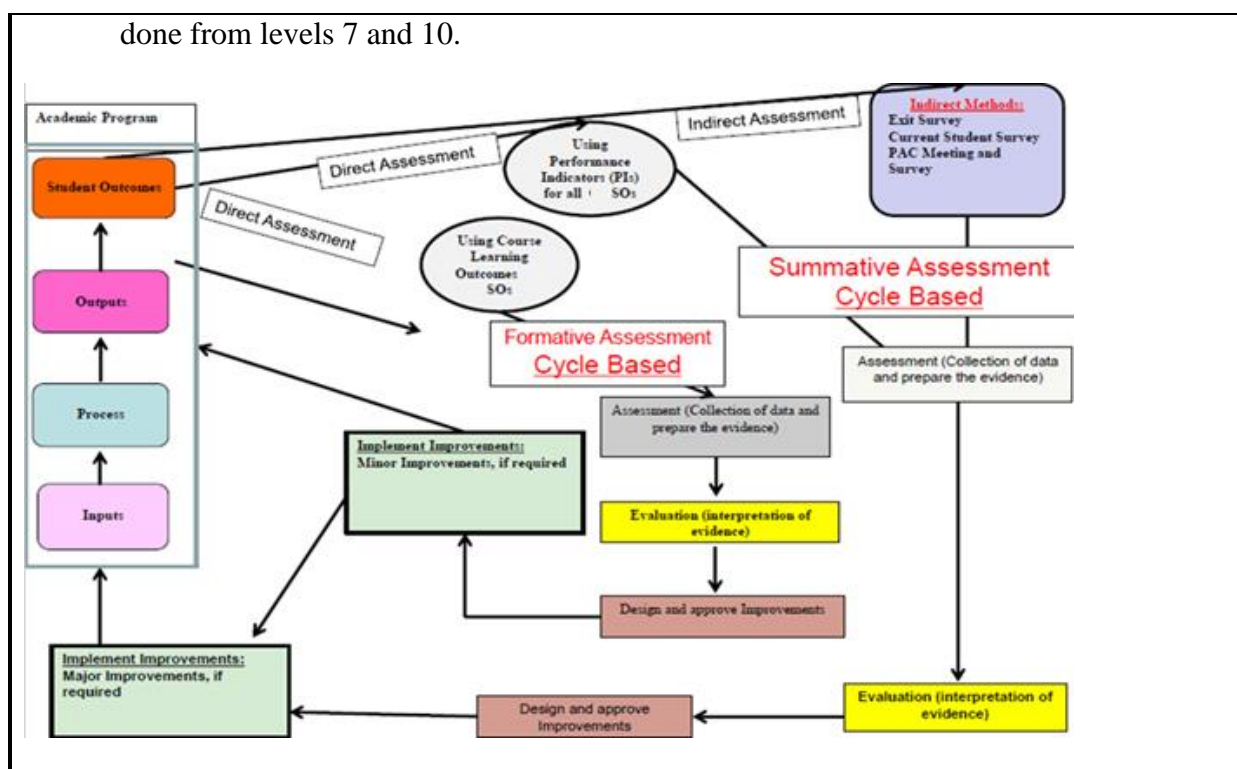 done from levels 7 and 10.
Academic Program
Student Outcomes
Outputs
Process
Inputs
Direct Assessment
Direct Assessment
Indirect Assessment
Using
Performance
Indicators (PIs)
for all SOs
Using Course
Learning
Outcomes
SOs
Indirect Methods:
Exit Survey
Current Student Survey
PAC Meeting and
Survey
Summative Assessment
Cycle Based
Formative Assessment
Cycle Based
Assessment (Collection of data
and prepare the evidence)
Assessment (Collection of data and
prepare the evidence)
Implement Improvements:
Minor Improvements, if required
Evaluation (interpretation of
evidence)
Design and approve Improvements
Implement Improvements:
Major Improvements, if
required
Design and approve
Improvements
Evaluation (interpretation of
evidence)